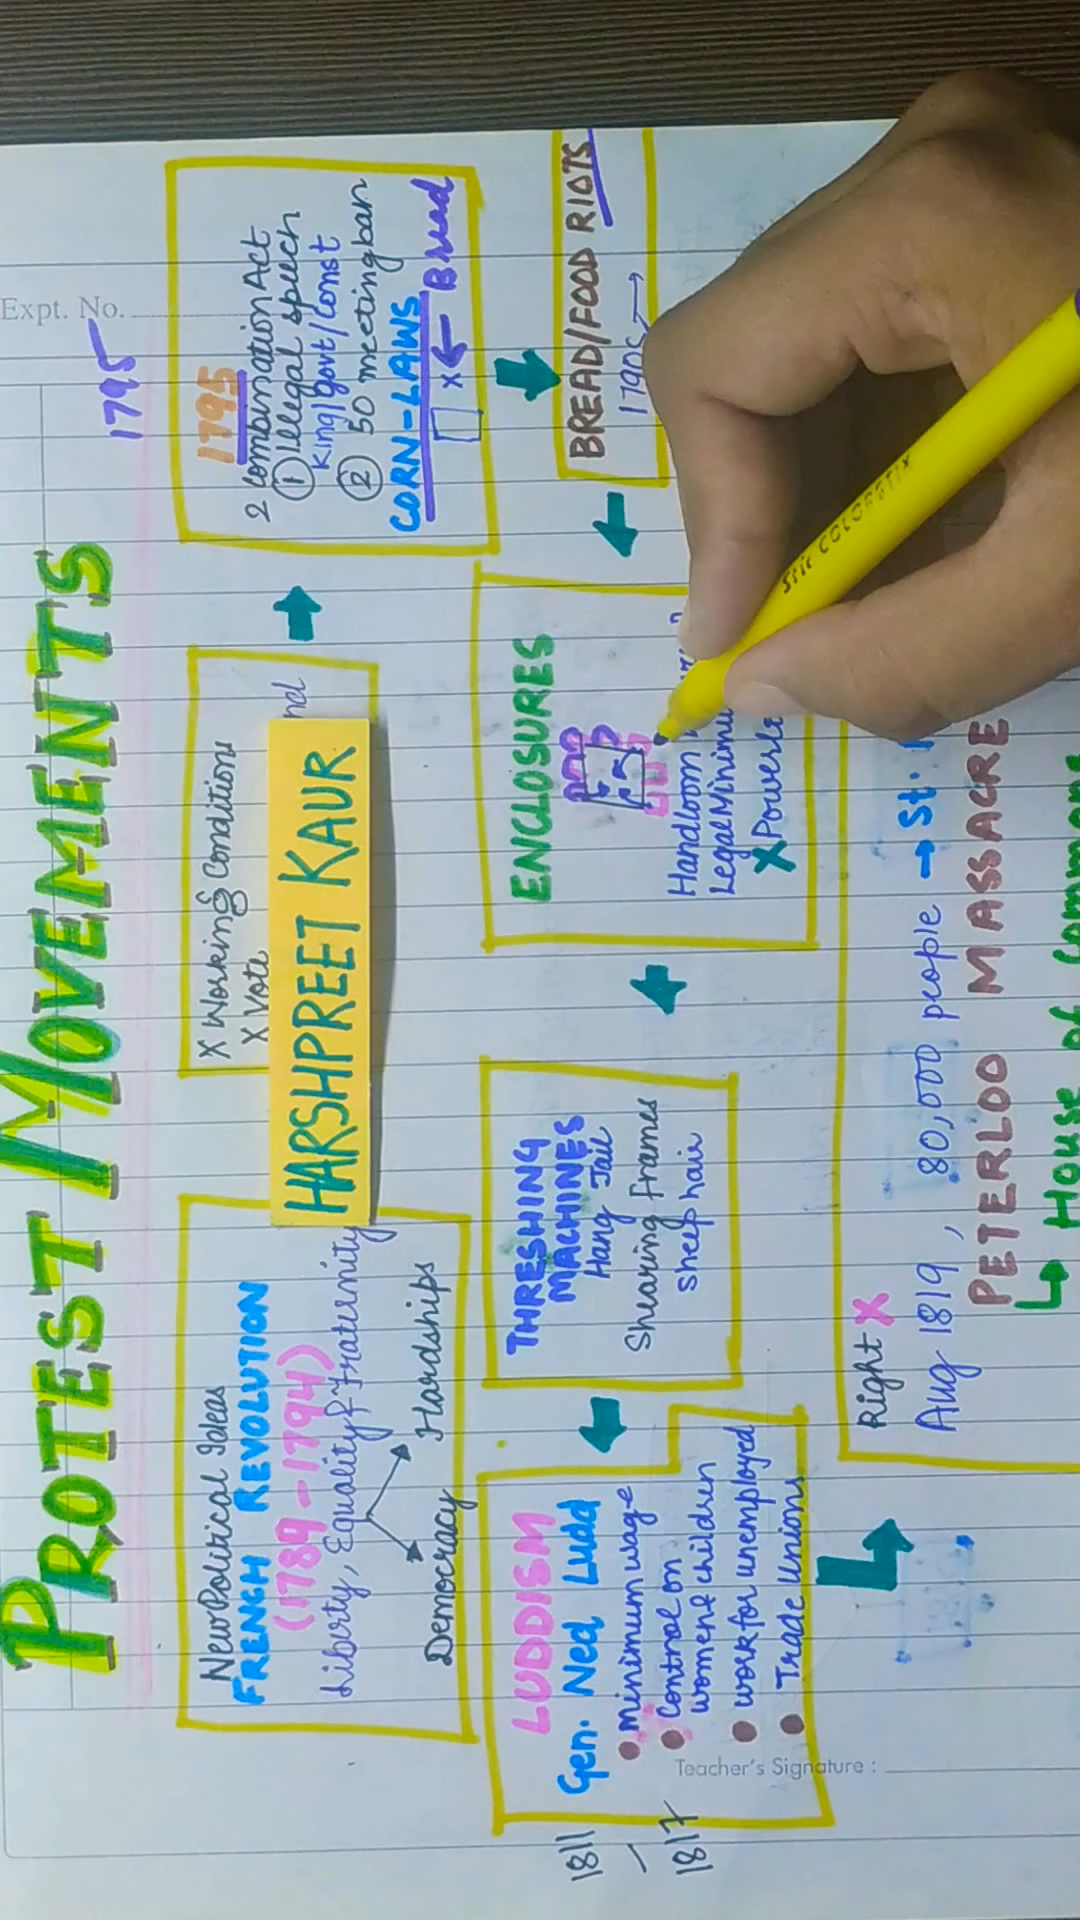 Expt. No.
1795
PROTEST MOVEMENTS
New Political Ideas
FRENCH REVOLUTION
(1789-1794)
Liberty, Equality & Fraternity
Democracy
Hardships
X Working Conditions
X Vote
HARSHPREET KAUR
1795
2 Combination Act
① Illegal speech
King/Govt/Const
② 50 meeting ban
CORN-LAWS
X ← Bread
BREAD/FOOD RIOTS
1790s →
ENCLOSURES
Handloom
Legal Minimu
X Powerlo
THRESHING
MACHINES
Hang Jail
Shearing Frames
Sheep hair
LUDDISM
Gen. Ned Ludd
• minimum wage
• Control on
women & children
• work for unemployed
• Trade Unions
1811
–
1817
Right X
Aug 1819, 80,000 people → St.
PETERLOO MASSACRE
↳ House of Commons
Teacher's Signature :
Stic COLORSTIX